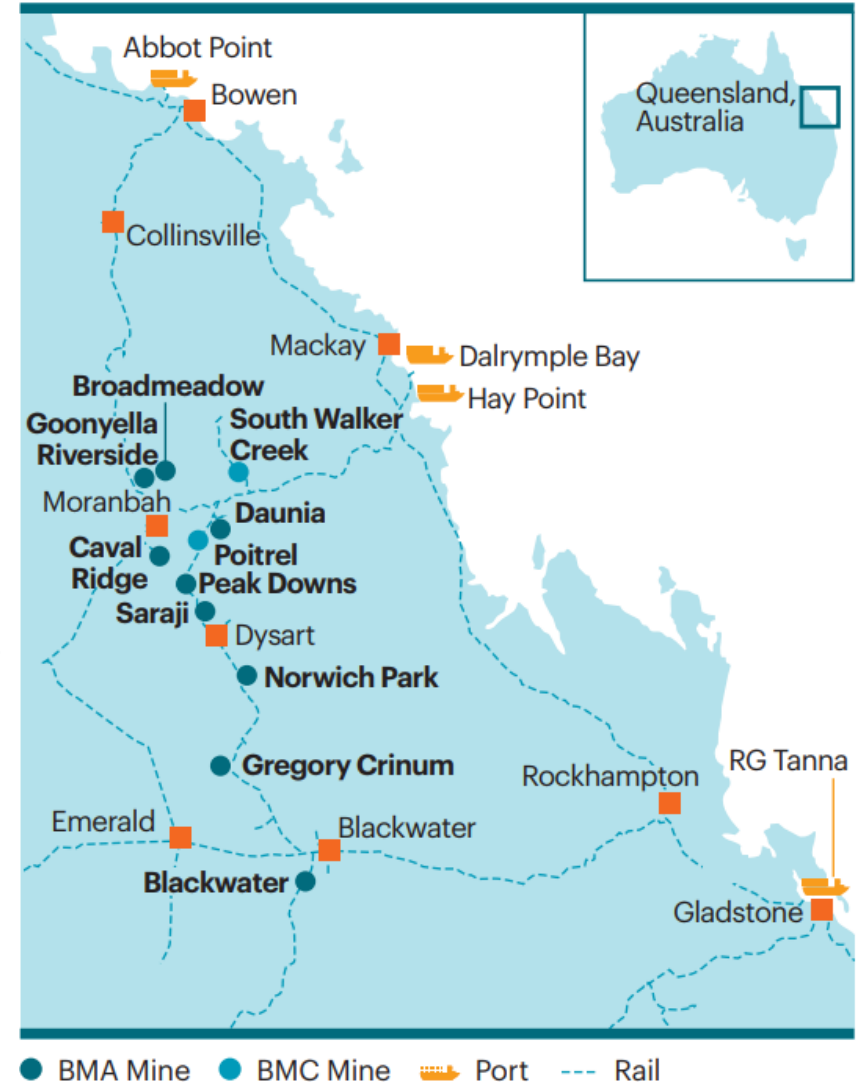 Abbot Point
Bowen
Queensland,
Australia
Collinsville
Mackay
Dalrymple Bay
Hay Point
Broadmeadow
Goonyella
Riverside
South Walker
Creek
Moranbah
Daunia
Caval
Ridge
Poitrel
Peak Downs
Saraji
Dysart
Norwich Park
Gregory Crinum
RG Tanna
Rockhampton
Emerald
Blackwater
Blackwater
Gladstone
BMA Mine BMC Mine Port Rail